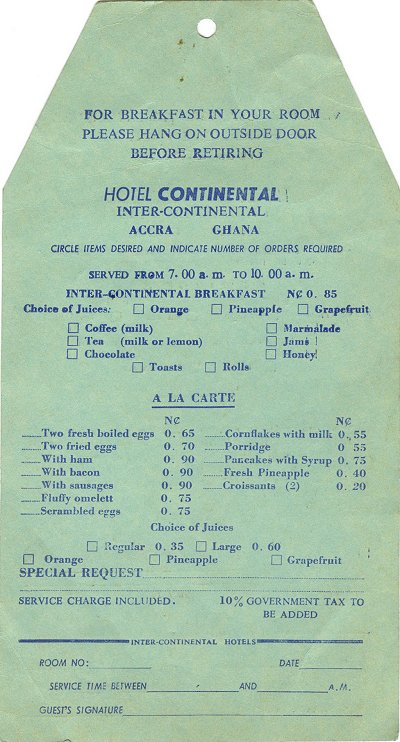 FOR BREAKFAST IN YOUR ROOM
PLEASE HANG ON OUTSIDE DOOR
BEFORE RETIRING
HOTEL CONTINENTAL
INTER-CONTINENTAL
ACCRA GHANA
CIRCLE ITEMS DESIRED AND INDICATE NUMBER OF ORDERS REQUIRED
SERVED FROM 7.00 a.m. TO 10.00 a.m.
INTER-CONTINENTAL BREAKFAST N₵ 0.85
Choice of Juices: Orange Pineapple Grapefruit
Coffee (milk) Marmalade
Tea (milk or lemon) Jams
Chocolate Honey
Toasts Rolls
A LA CARTE
N₵ N₵
Two fresh boiled eggs 0.65 Cornflakes with milk 0.55
Two fried eggs 0.70 Porridge 0.55
With ham 0.90 Pancakes with Syrup 0.75
With bacon 0.90 Fresh Pineapple 0.40
With sausages 0.90 Croissants (2) 0.20
Fluffy omelett 0.75
Scrambled eggs 0.75
Choice of Juices
Regular 0.35 Large 0.60
Orange Pineapple Grapefruit
SPECIAL REQUEST
SERVICE CHARGE INCLUDED. 10% GOVERNMENT TAX TO
BE ADDED
INTER-CONTINENTAL HOTELS
ROOM NO: DATE
SERVICE TIME BETWEEN AND A.M.
GUEST'S SIGNATURE